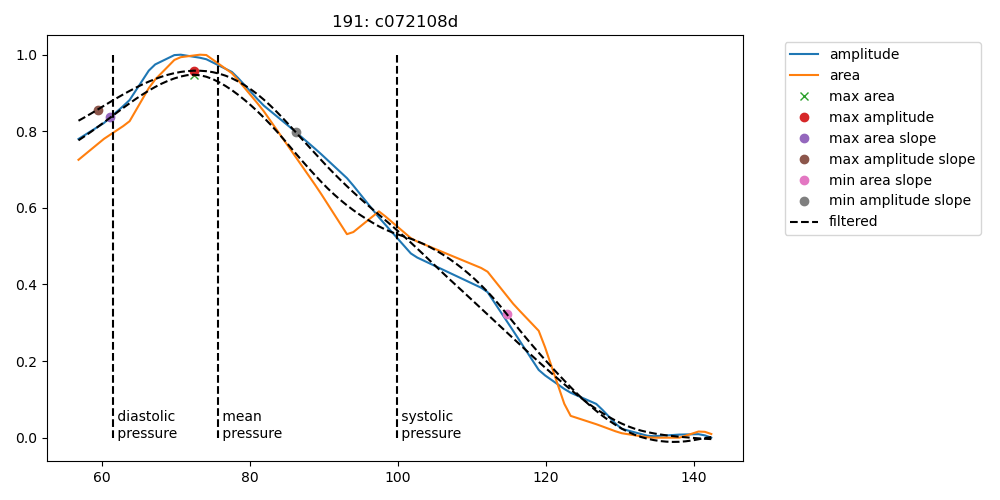 191: c072108d
1.0
0.8
0.6
0.4
0.2
0.0
60
80
100
120
140
diastolic
pressure
mean
pressure
systolic
pressure
amplitude
area
max area
max amplitude
max area slope
max amplitude slope
min area slope
min amplitude slope
filtered